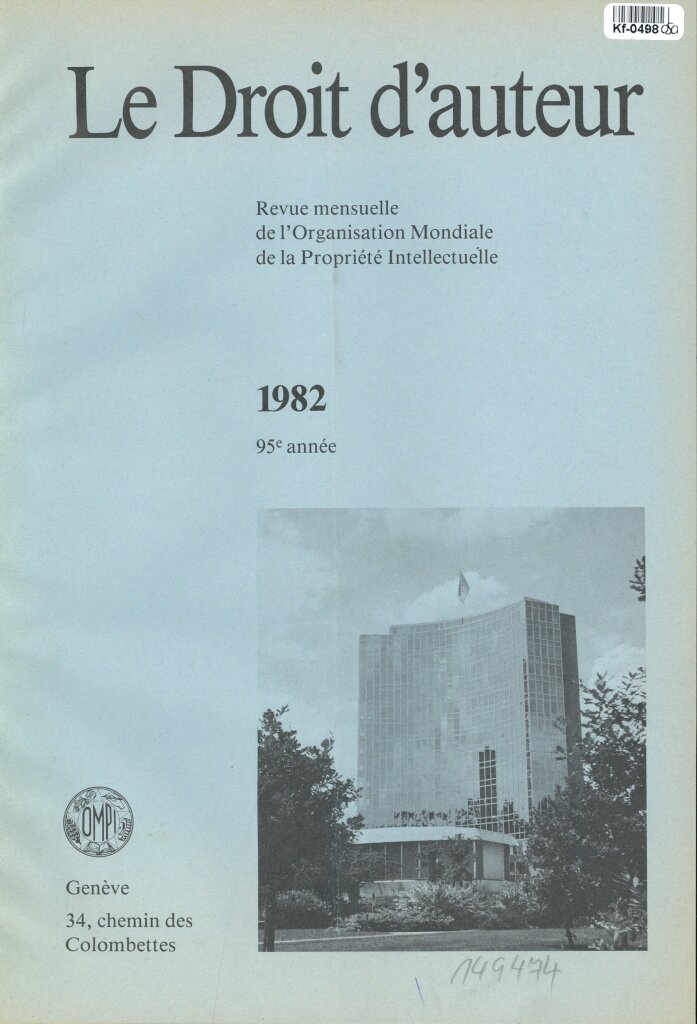 Kf-0498
Le Droit d'auteur
Revue mensuelle
de l'Organisation Mondiale
de la Propriété Intellectuelle
1982
95e année
OMPI
Genève
34, chemin des
Colombettes
149474